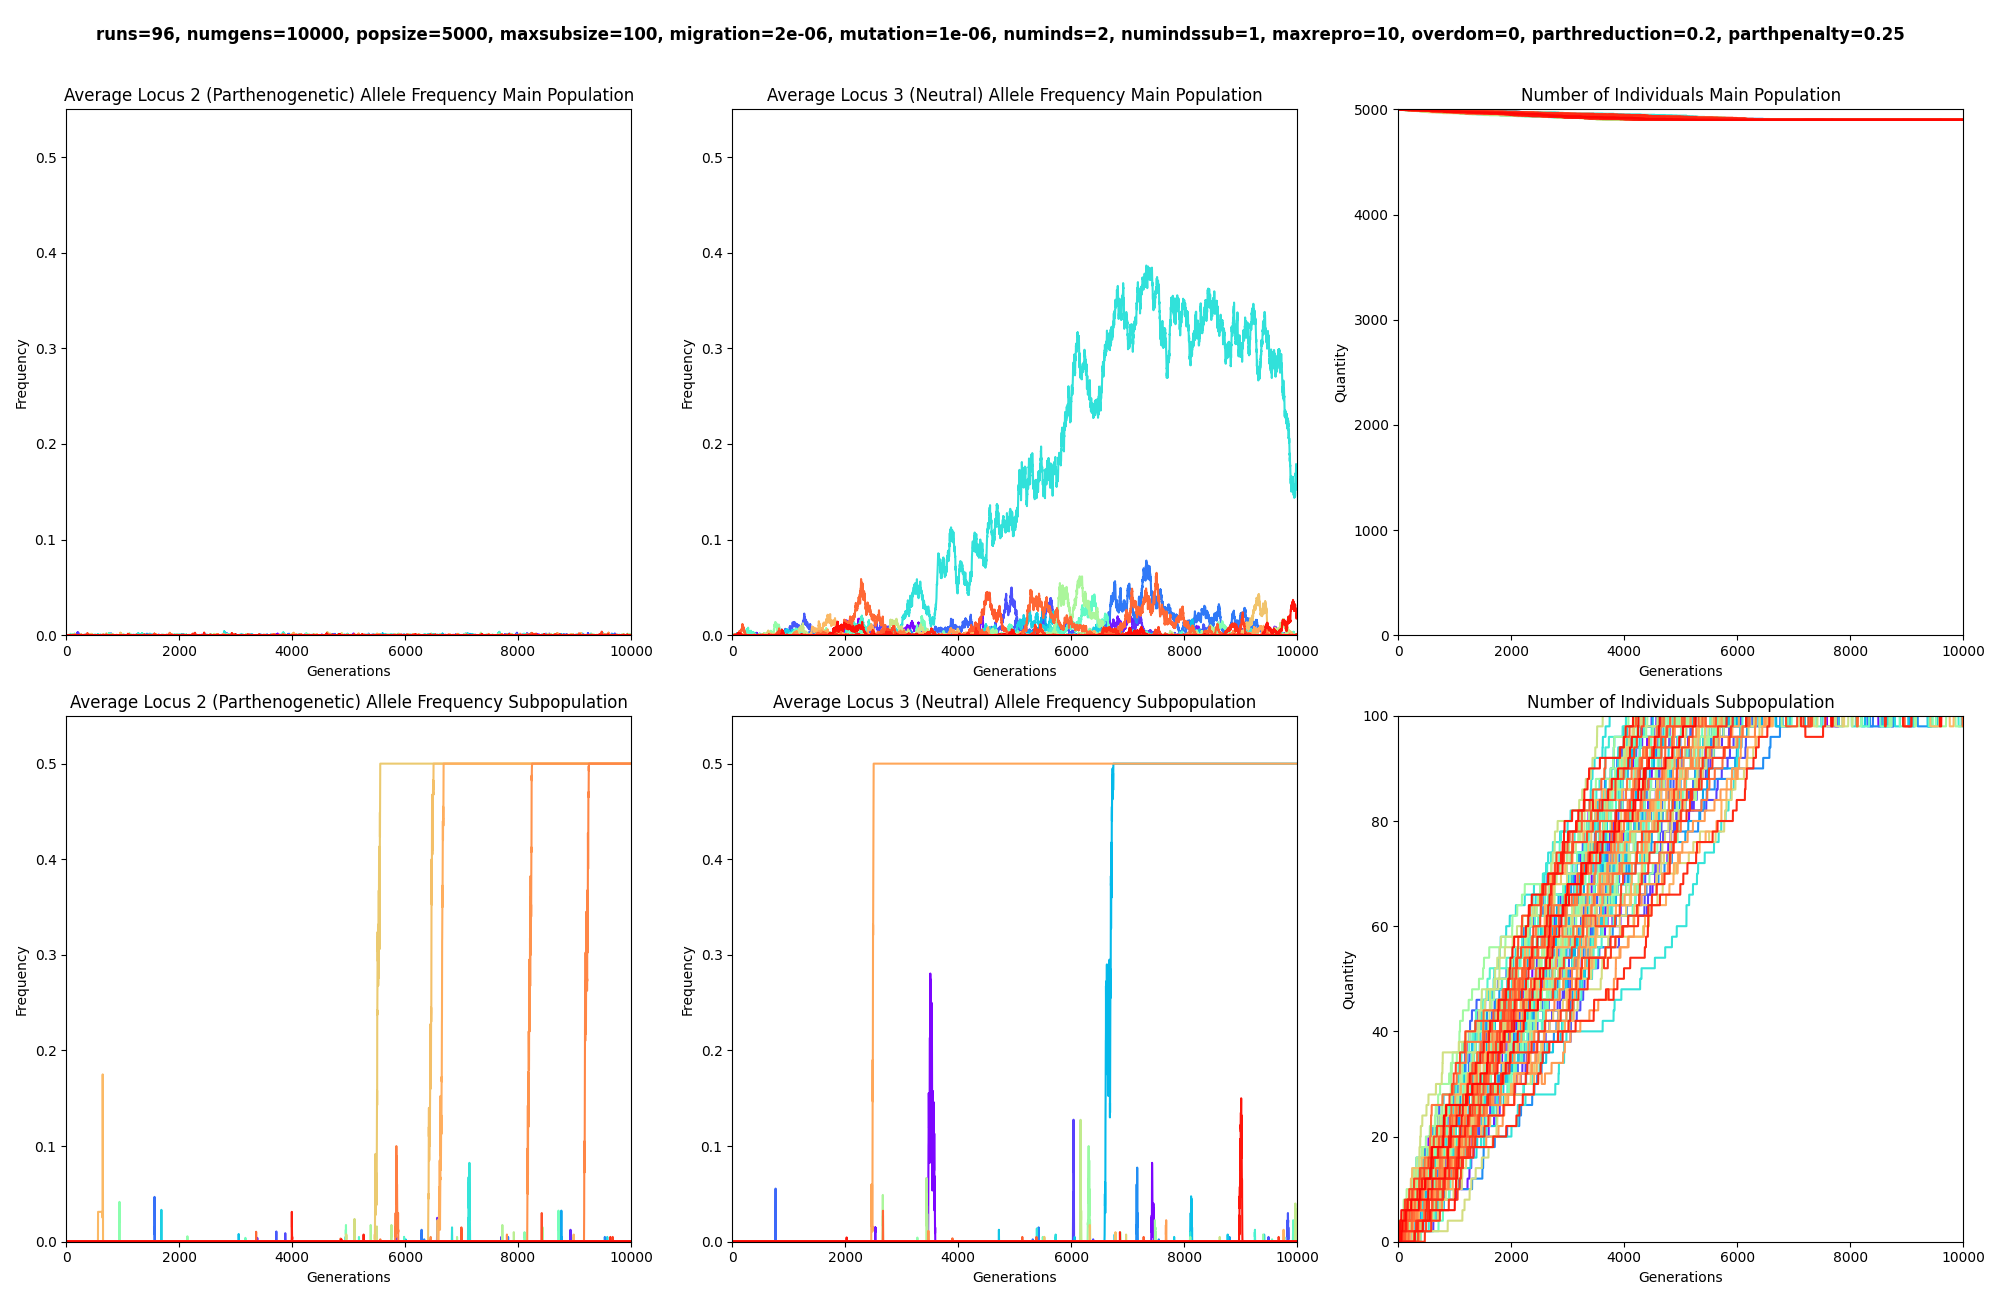 runs=96, numgens=10000, popsize=5000, maxsubsize=100, migration=2e-06, mutation=1e-06, numinds=2, numindssub=1, maxrepro=10, overdom=0, parthreduction=0.2, parthpenalty=0.25
Average Locus 2 (Parthenogenetic) Allele Frequency Main Population
Frequency
0.5
0.4
0.3
0.2
0.1
0.0
0 2000 4000 6000 8000 10000
Generations
Average Locus 3 (Neutral) Allele Frequency Main Population
Frequency
0.5
0.4
0.3
0.2
0.1
0.0
0 2000 4000 6000 8000 10000
Generations
Number of Individuals Main Population
Quantity
5000
4000
3000
2000
1000
0
0 2000 4000 6000 8000 10000
Generations
Average Locus 2 (Parthenogenetic) Allele Frequency Subpopulation
Frequency
0.5
0.4
0.3
0.2
0.1
0.0
0 2000 4000 6000 8000 10000
Generations
Average Locus 3 (Neutral) Allele Frequency Subpopulation
Frequency
0.5
0.4
0.3
0.2
0.1
0.0
0 2000 4000 6000 8000 10000
Generations
Number of Individuals Subpopulation
Quantity
100
80
60
40
20
0
0 2000 4000 6000 8000 10000
Generations